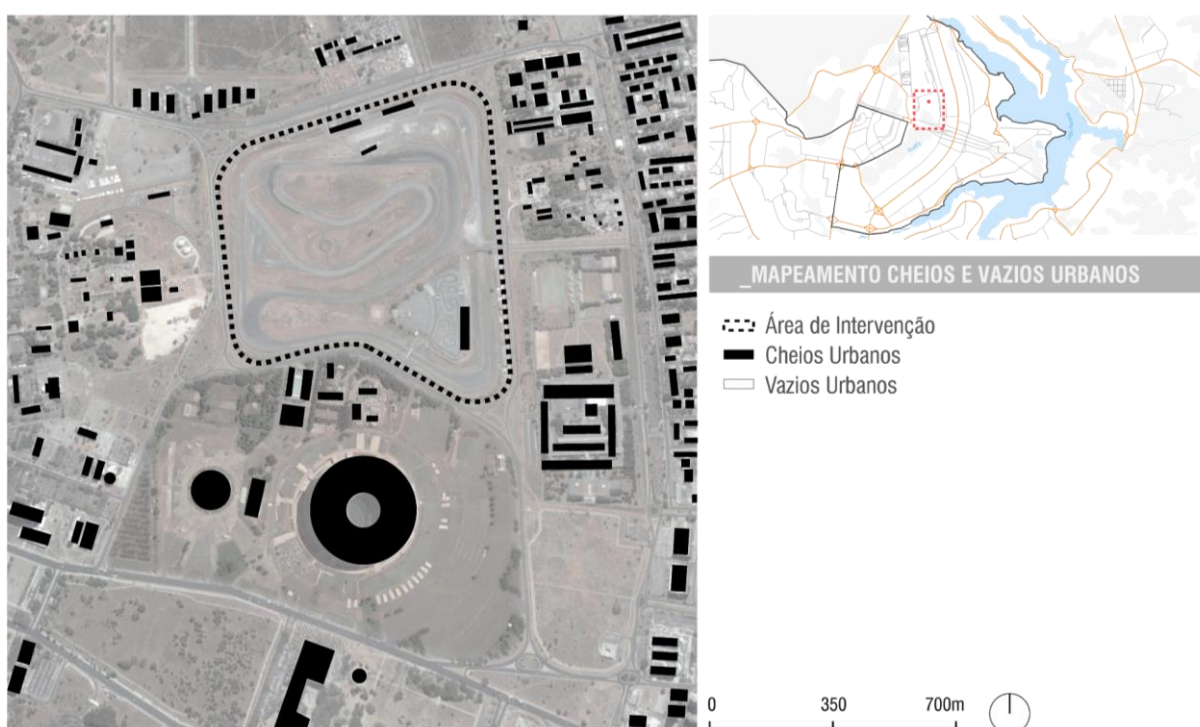 _MAPEAMENTO CHEIOS E VAZIOS URBANOS
Área de Intervenção
Cheios Urbanos
Vazios Urbanos
0 350 700m